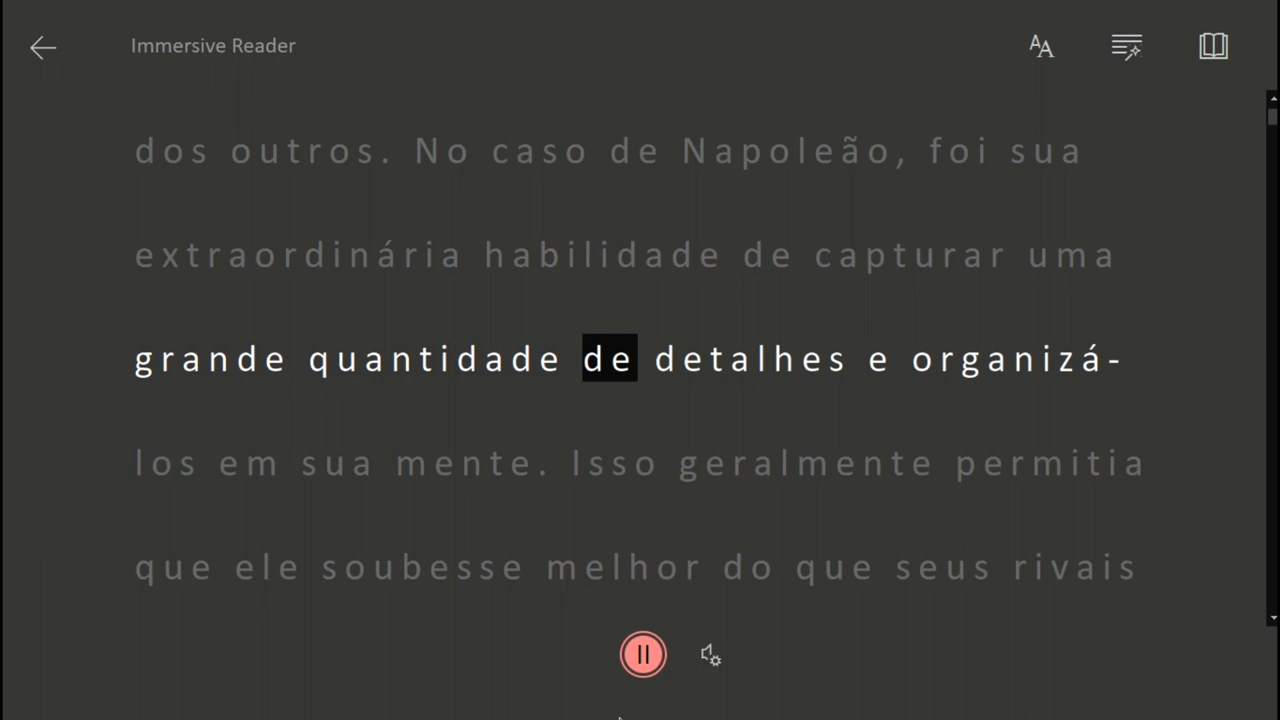 Immersive Reader
dos outros. No caso de Napoleão, foi sua
extraordinária habilidade de capturar uma
grande quantidade de detalhes e organizá-
los em sua mente. Isso geralmente permitia
que ele soubesse melhor do que seus rivais